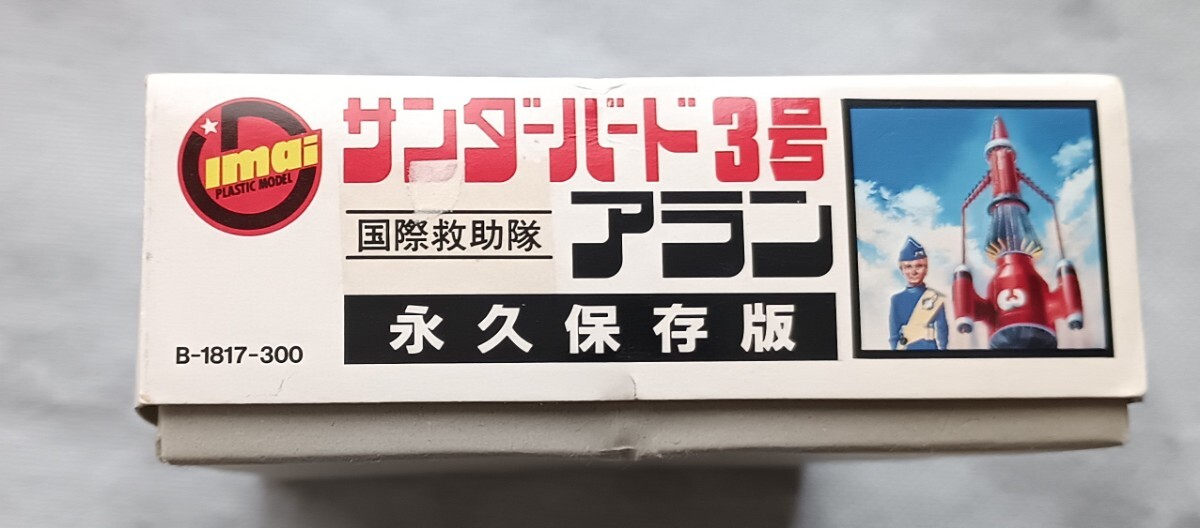 imai
PLASTIC MODEL
サンダーバード3号
国際救助隊
アラン
永久保存版
B-1817-300
3